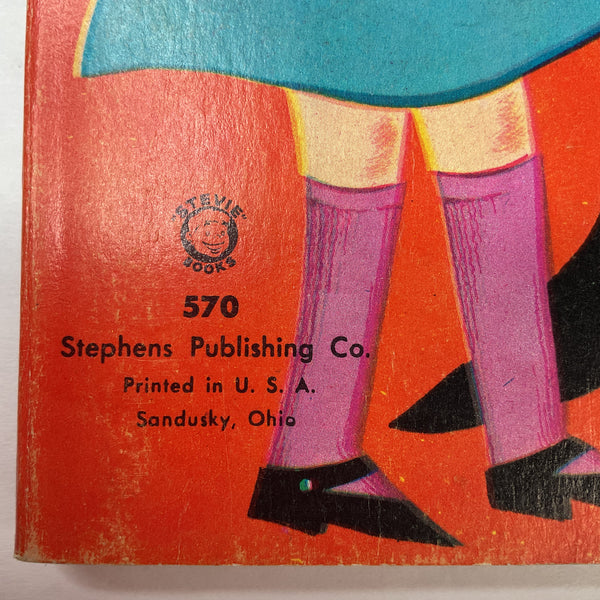 "STEVIE"
BOOKS
570
Stephens Publishing Co.
Printed in U. S. A.
Sandusky, Ohio